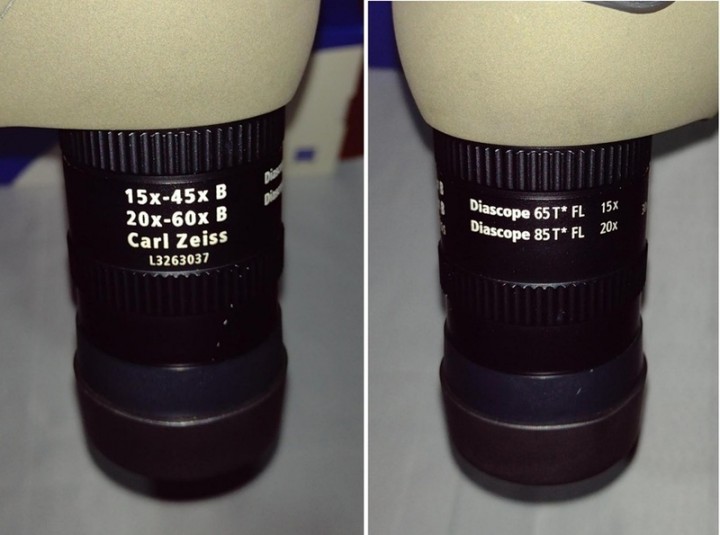 15x-45x B
20x-60x B
Carl Zeiss
L3263037
Diascope 65 T* FL 15x
Diascope 85 T* FL 20x